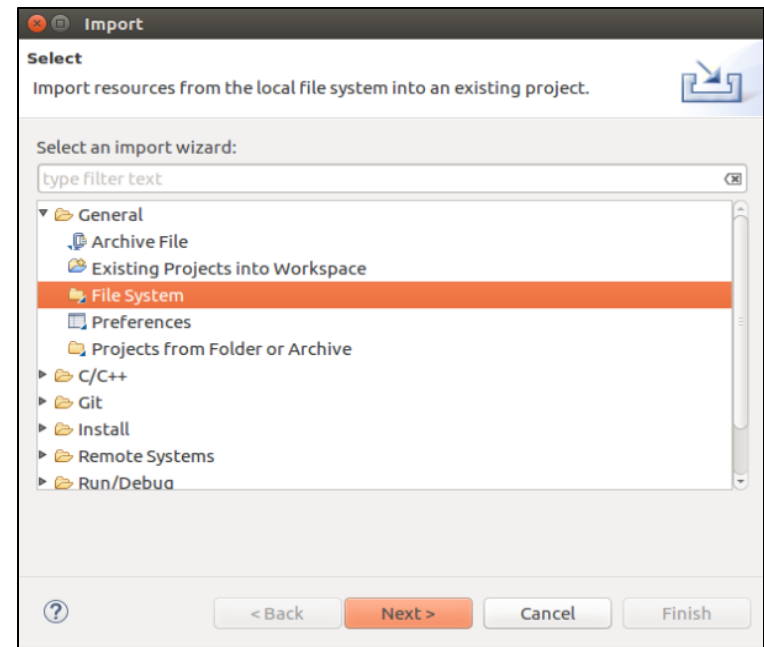 Import
Select
Import resources from the local file system into an existing project.
Select an import wizard:
type filter text
General
Archive File
Existing Projects into Workspace
File System
Preferences
Projects from Folder or Archive
C/C++
Git
Install
Remote Systems
Run/Debug
? < Back Next > Cancel Finish